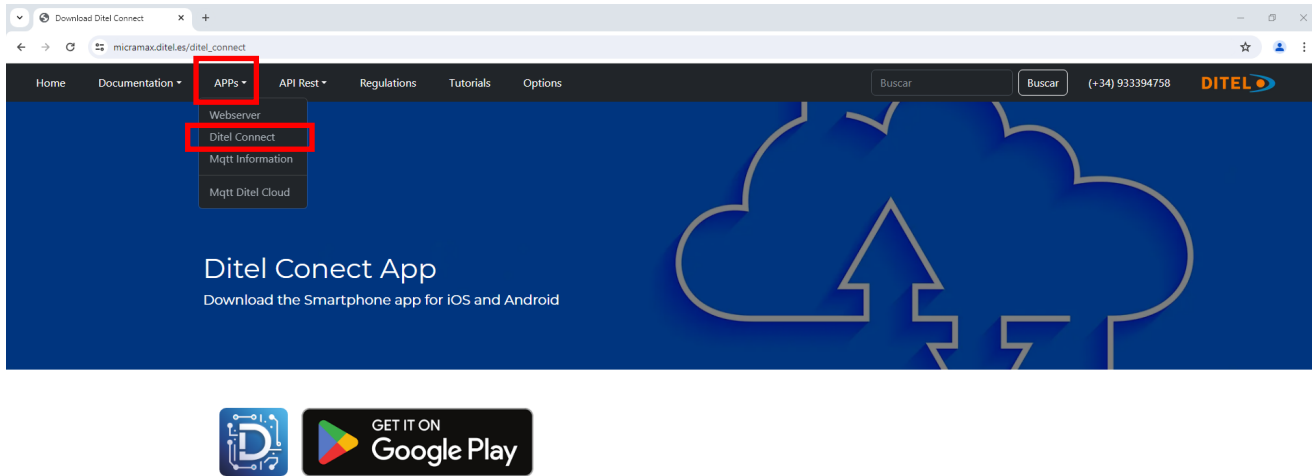 Download Ditel Connect
micramax.ditel.es/ditel_connect
Home Documentation APPs API Rest Regulations Tutorials Options Buscar Buscar (+34) 933394758 DITEL
Webserver
Ditel Connect
Mqtt Information
Mqtt Ditel Cloud
Ditel Conect App
Download the Smartphone app for iOS and Android
GET IT ON
Google Play